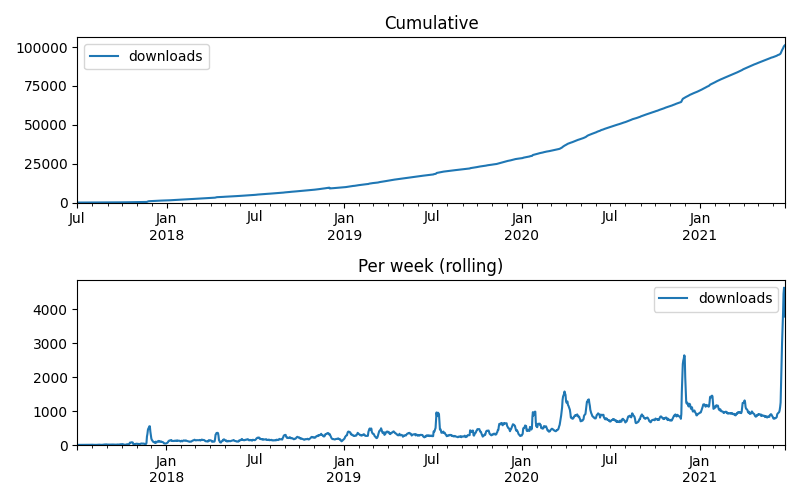 Cumulative
downloads
100000
75000
50000
25000
0
Jul Jan Jul Jan Jul Jan Jul Jan
2018 2019 2020 2021
Per week (rolling)
downloads
4000
3000
2000
1000
0
Jan Jul Jan Jul Jan Jul Jan
2018 2019 2020 2021